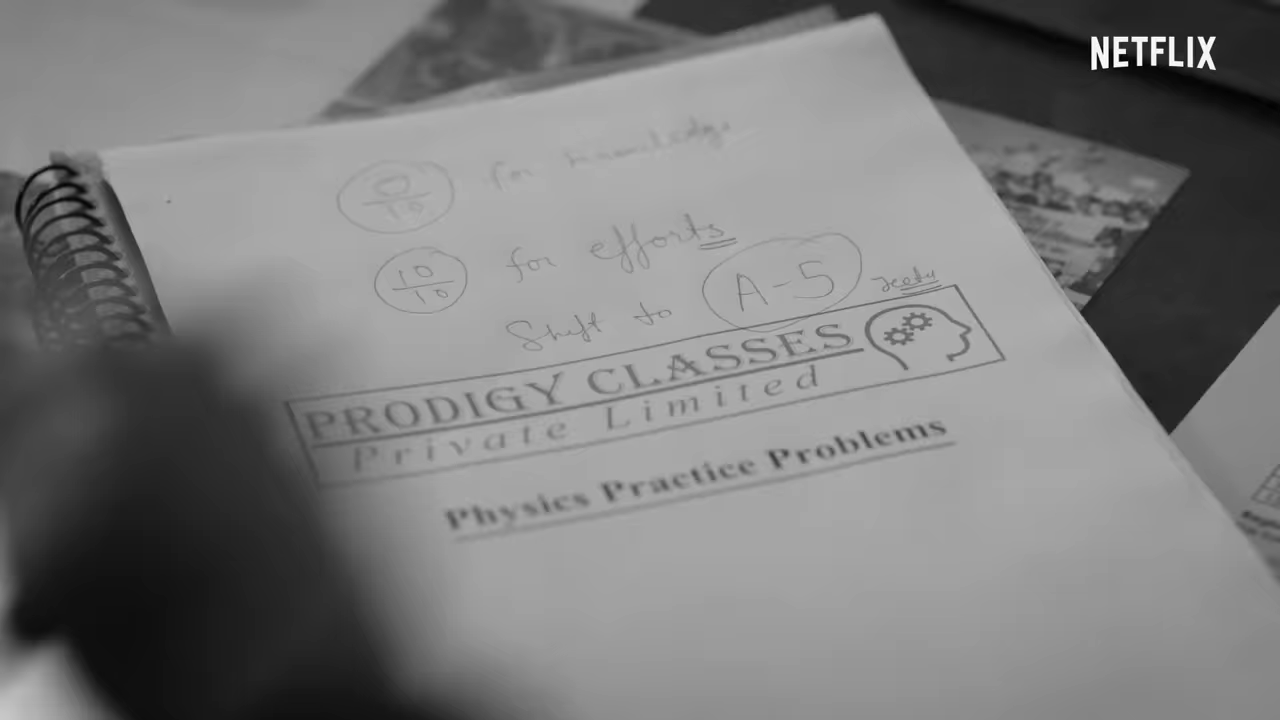 NETFLIX
0/10 for knowledge
10/10 for efforts
Shift to A-5 Jeetu
PRODIGY CLASSES
Private Limited
Physics Practice Problems